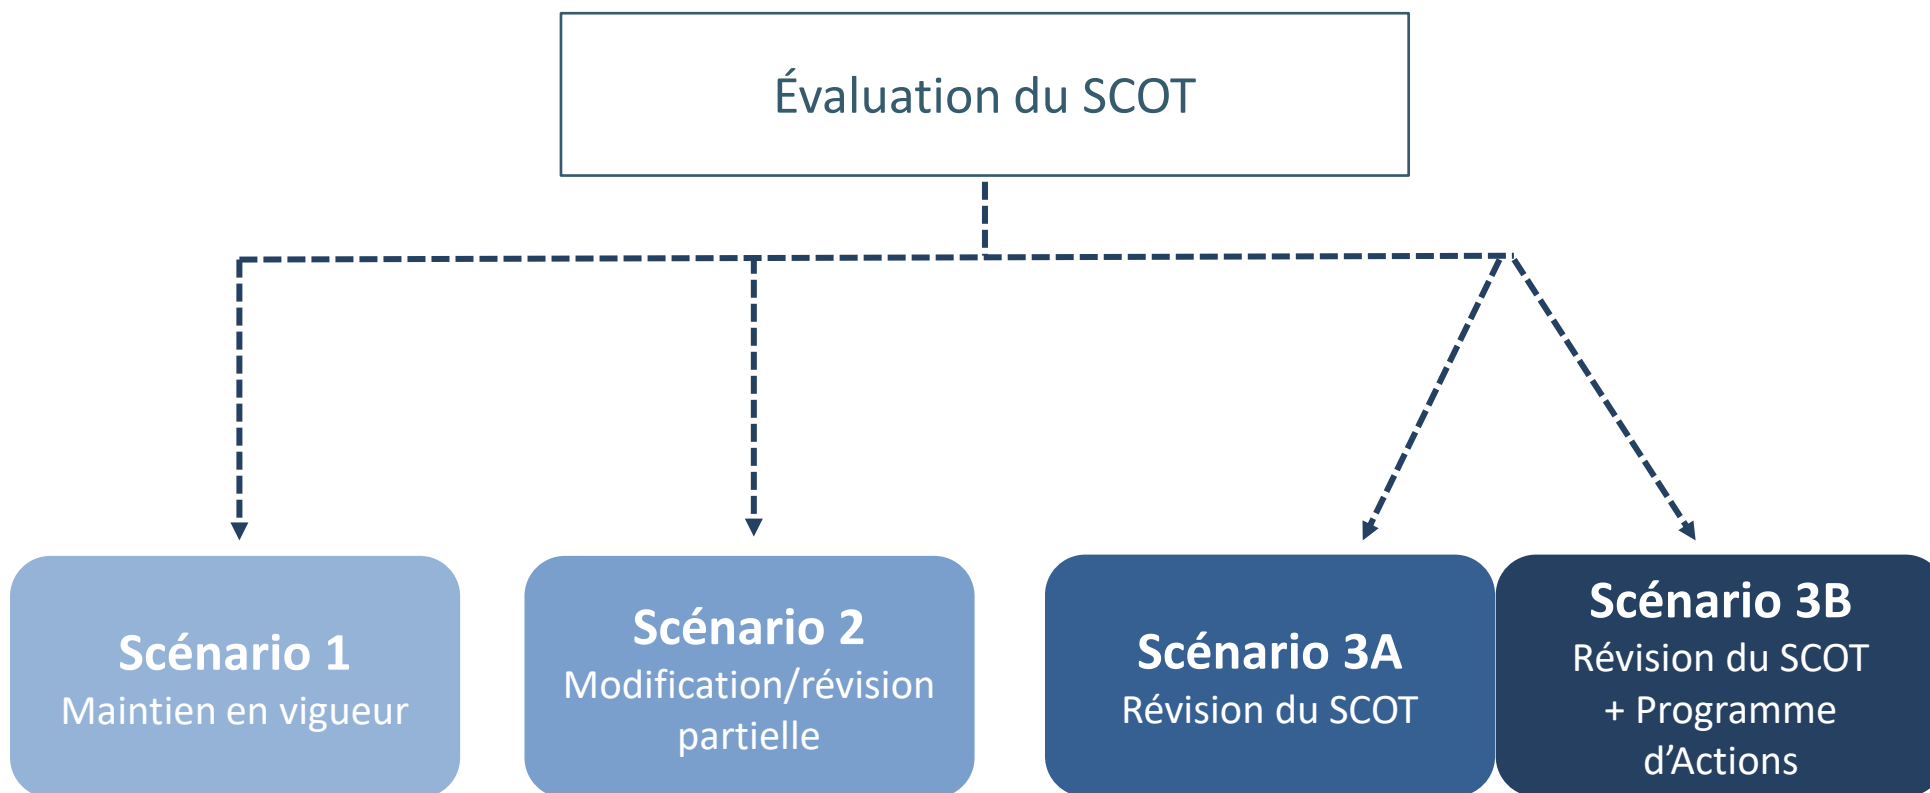 Évaluation du SCOT
Scénario 1
Maintien en vigueur
Scénario 2
Modification/révision
partielle
Scénario 3A
Révision du SCOT
Scénario 3B
Révision du SCOT
+ Programme
d’Actions